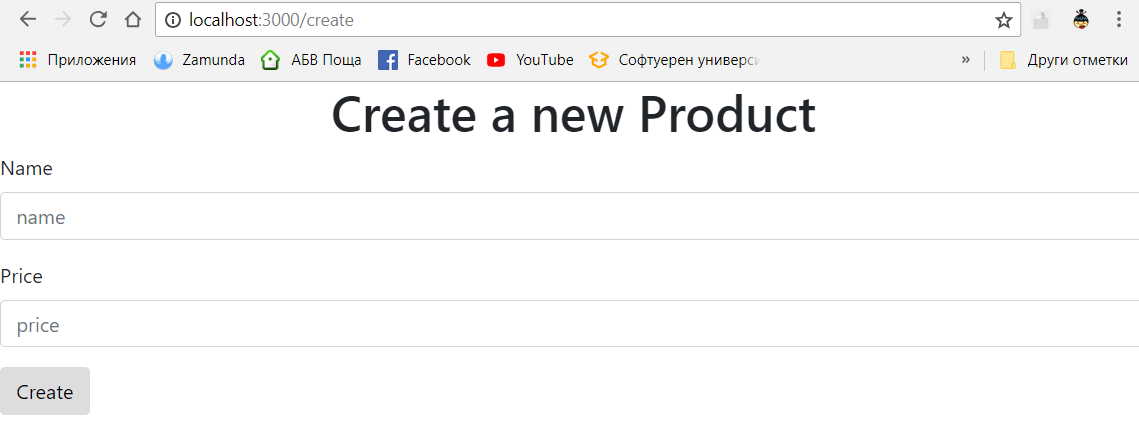 localhost:3000/create
Приложения Zamunda АБВ Поща Facebook YouTube Софтуерен универси » Други отметки
Create a new Product
Name
name
Price
price
Create